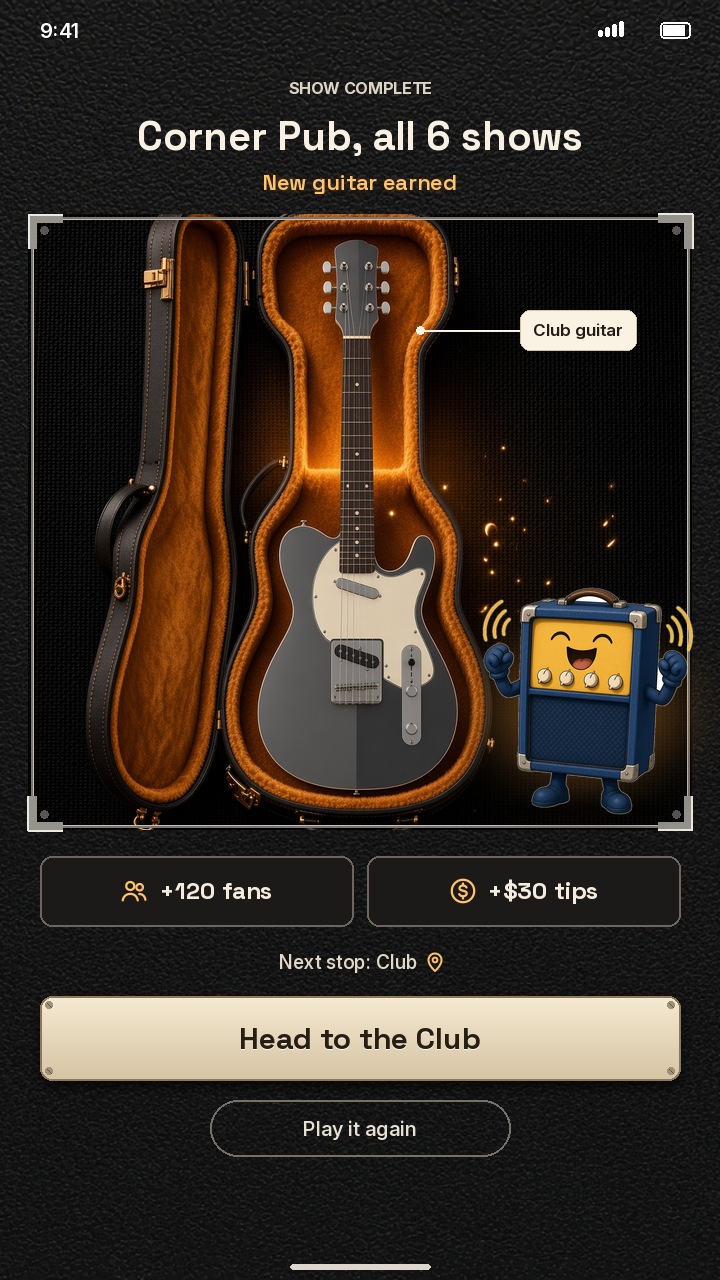 9:41
SHOW COMPLETE
Corner Pub, all 6 shows
New guitar earned
Club guitar
+120 fans
+$30 tips
Next stop: Club
Head to the Club
Play it again